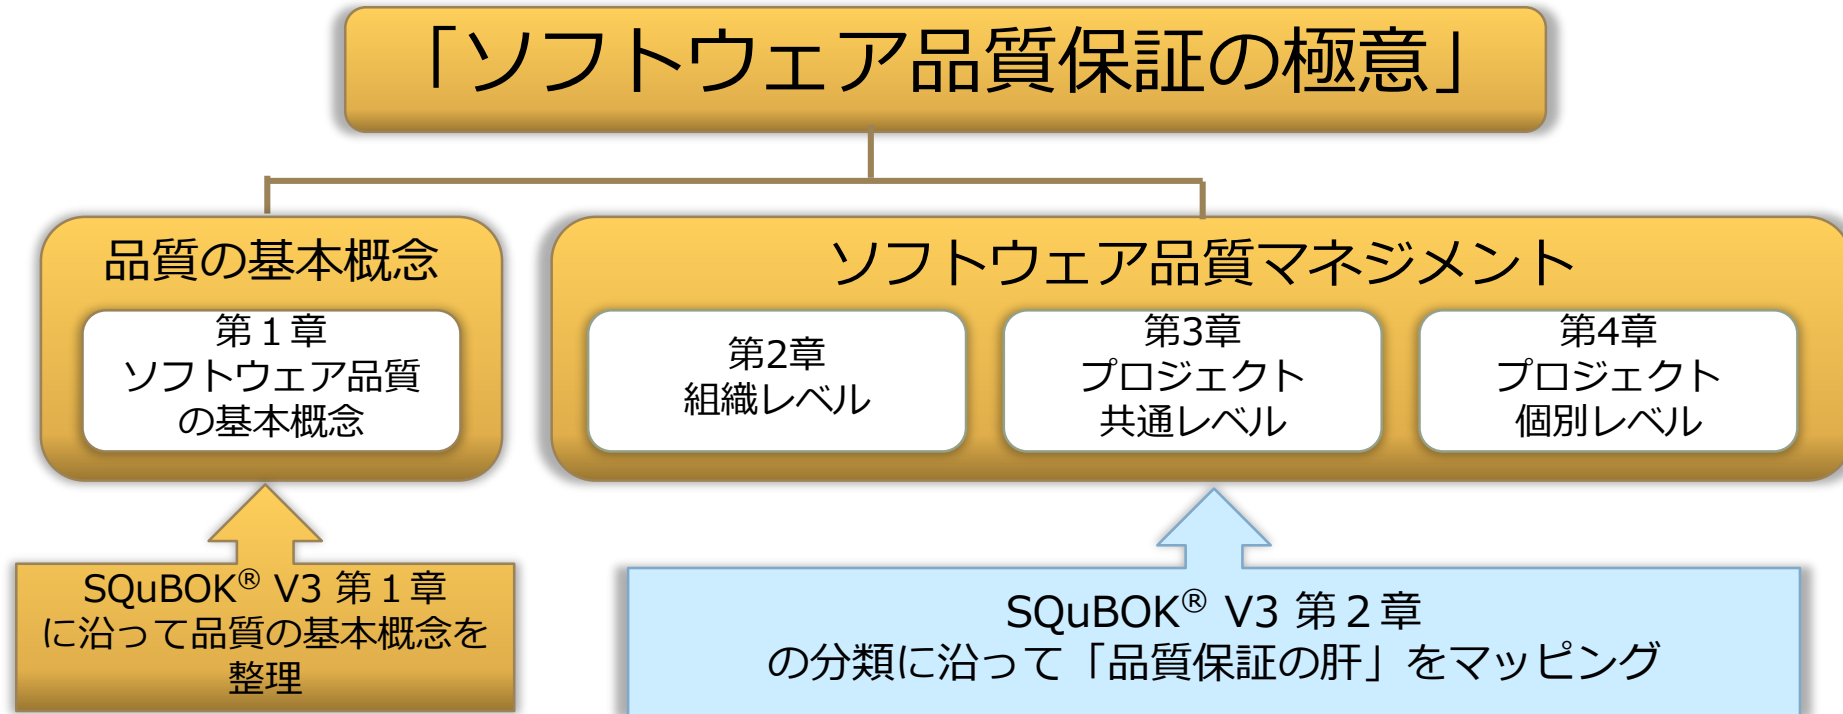 「ソフトウェア品質保証の極意」
品質の基本概念
第１章
ソフトウェア品質
の基本概念
ソフトウェア品質マネジメント
第2章
組織レベル
第3章
プロジェクト
共通レベル
第4章
プロジェクト
個別レベル
SQuBOK® V3 第１章
に沿って品質の基本概念を
整理
SQuBOK® V3 第２章
の分類に沿って「品質保証の肝」をマッピング